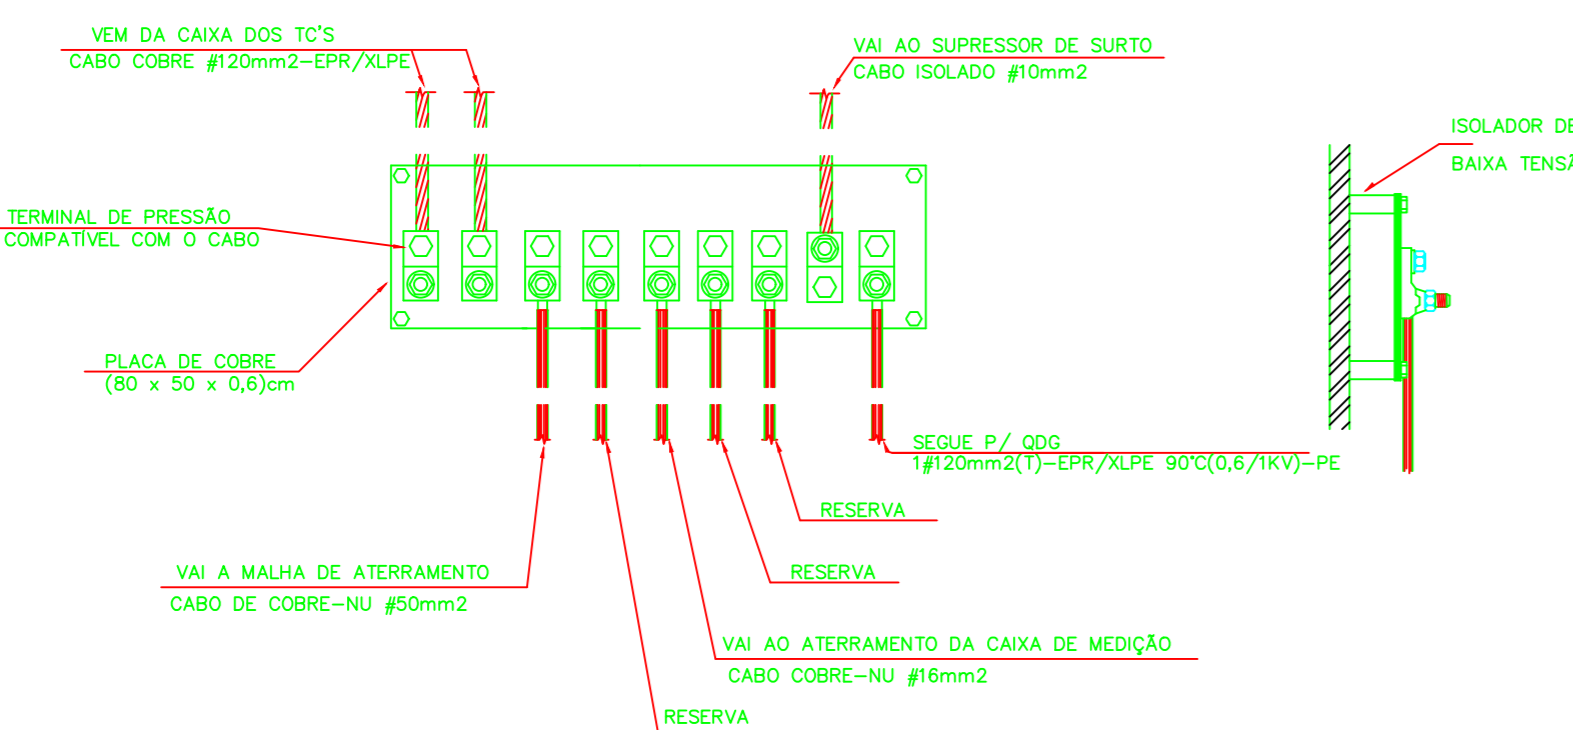 VEM DA CAIXA DOS TC'S
CABO COBRE #120mm2-EPR/XLPE
VAI AO SUPRESSOR DE SURTO
CABO ISOLADO #10mm2
ISOLADOR DE
BAIXA
TERMINAL DE PRESSÃO
COMPATÍVEL COM O CABO
PLACA DE COBRE
(80 x 50 x 0,6)cm
SEGUE P/ QDG
1#120mm2(T)-EPR/XLPE 90°C(0,6/1KV)-PE
RESERVA
RESERVA
VAI A MALHA DE ATERRAMENTO
CABO DE COBRE-NU #50mm2
VAI AO ATERRAMENTO DA CAIXA DE MEDIÇÃO
CABO COBRE-NU #16mm2
RESERVA